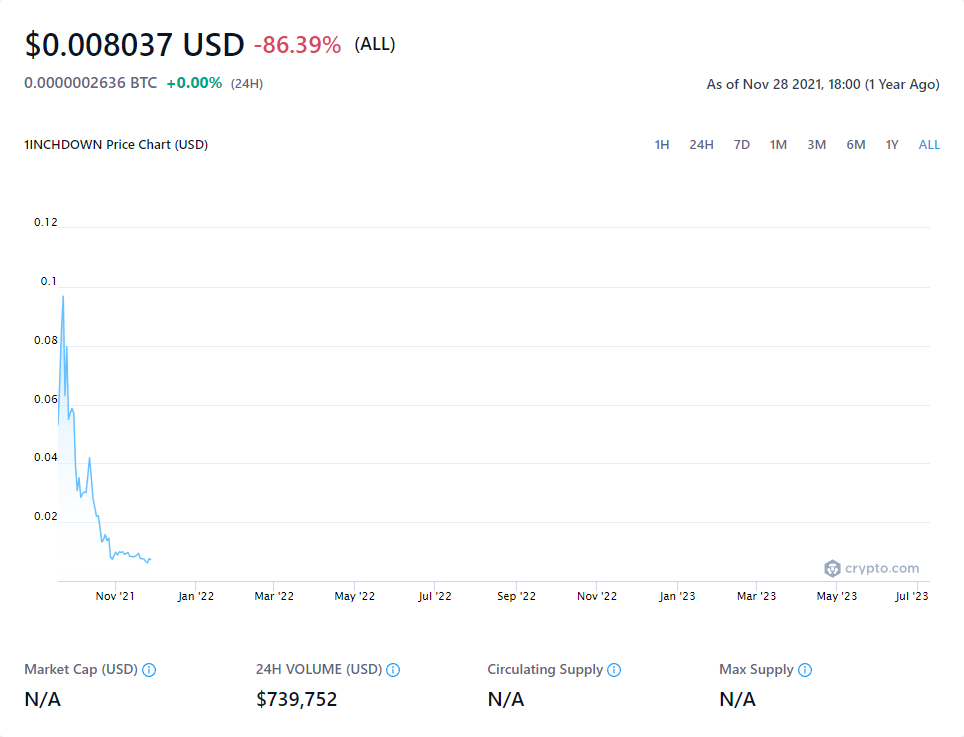 $0.008037 USD -86.39% (ALL)
0.0000002636 BTC +0.00% (24H)
As of Nov 28 2021, 18:00 (1 Year Ago)
1INCHDOWN Price Chart (USD)
1H 24H 7D 1M 3M 6M 1Y ALL
0.12
0.1
0.08
0.06
0.04
0.02
crypto.com
Nov '21 Jan '22 Mar '22 May '22 Jul '22 Sep '22 Nov '22 Jan '23 Mar '23 May '23 Jul '23
Market Cap (USD) 24H VOLUME (USD) Circulating Supply Max Supply
N/A $739,752 N/A N/A